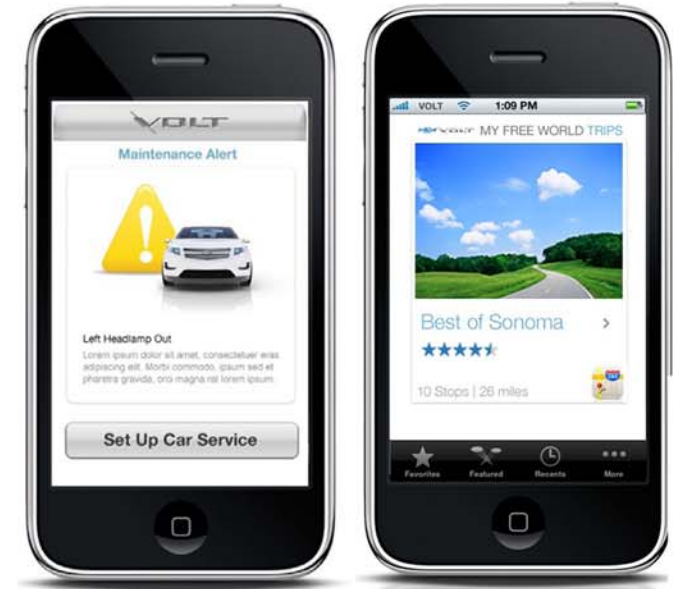 VOLT
Maintenance Alert
Left Headlamp Out
Lorem ipsum dolor sit amet, consectetuer eras
adipiscing elit. Morbi commodo, ipsum sed et
pharetra gravida, orci magna nisl lorem ipsum
Set Up Car Service
VOLT 1:09 PM
VOLT MY FREE WORLD TRIPS
Best of Sonoma
10 Stops | 26 miles
Favorites Featured Recents More